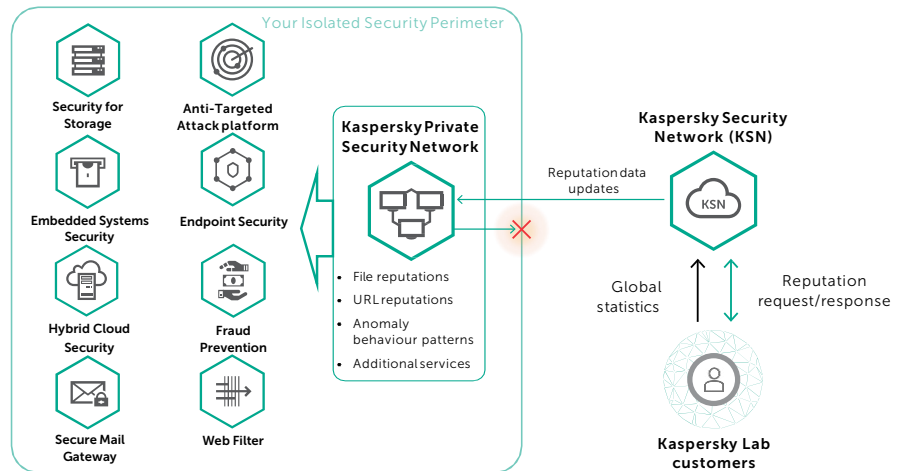 Your Isolated Security Perimeter
Security for
Storage
Anti-Targeted
Attack platform
Embedded Systems
Security
Endpoint Security
Hybrid Cloud
Security
Fraud
Prevention
Secure Mail
Gateway
Web Filter
Kaspersky Private
Security Network
• File reputations
• URL reputations
• Anomaly
behaviour patterns
• Additional services
Reputation data
updates
Kaspersky Security
Network (KSN)
KSN
Global
statistics
Reputation
request/response
Kaspersky Lab
customers